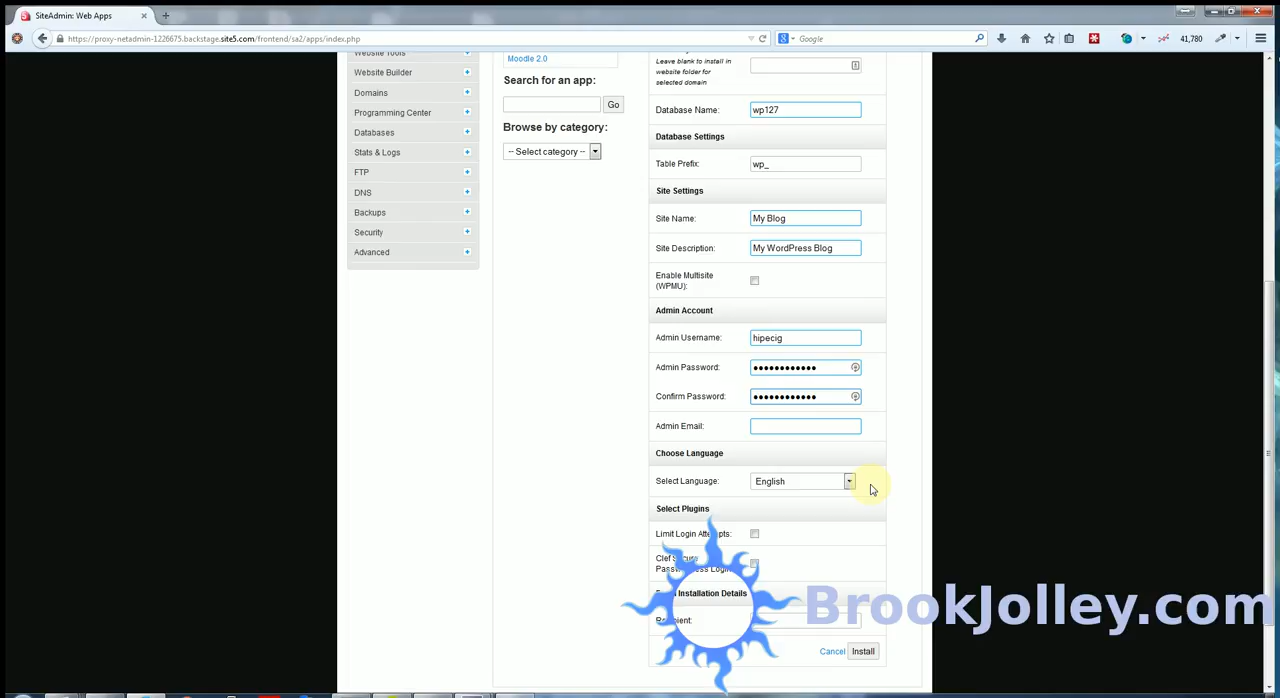 SiteAdmin: Web Apps
https://proxy-netadmin-1226675.backstage.site5.com/frontend/sa2/apps/index.php
Google
41,780
Website Tools
Website Builder
Domains
Programming Center
Databases
Stats & Logs
FTP
DNS
Backups
Security
Advanced
Moodle 2.0
Search for an app:
Go
Browse by category:
-- Select category --
Leave blank to install in
website folder for
selected domain
Database Name: wp127
Database Settings
Table Prefix: wp_
Site Settings
Site Name: My Blog
Site Description: My WordPress Blog
Enable Multisite
(WPMU):
Admin Account
Admin Username: hipecig
Admin Password: ••••••••••••
Confirm Password: ••••••••••••
Admin Email:
Choose Language
Select Language: English
Select Plugins
Limit Login
Clef
Installation Details
Cancel Install
BrookJolley.com